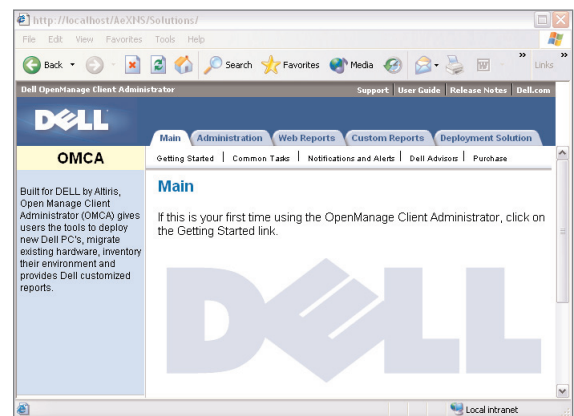 http://localhost/AeXNS/Solutions/
File Edit View Favorites Tools Help
Back Search Favorites Media W » Links »
Dell OpenManage Client Administrator Support User Guide Release Notes Dell.com
DELL
Main Administration Web Reports Custom Reports Deployment Solution
OMCA
Getting Started Common Tasks Notifications and Alerts Dell Advisors Purchase
Built for DELL by Altiris,
Open Manage Client
Administrator (OMCA) gives
users the tools to deploy
new Dell PC's, migrate
existing hardware, inventory
their environment and
provides Dell customized
reports.
Main
If this is your first time using the OpenManage Client Administrator, click on
the Getting Started link.
DELL
Local intranet